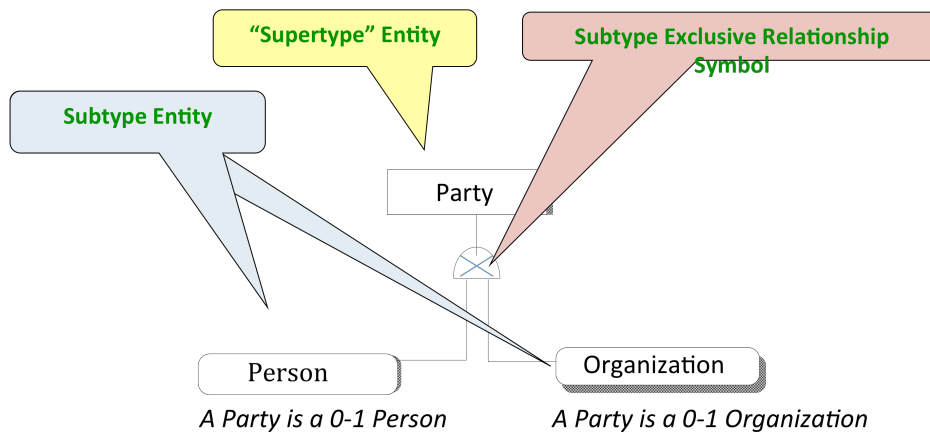 “Supertype” Entity
Subtype Exclusive Relationship
Symbol
Subtype Entity
Party
Person
Organization
A Party is a 0-1 Person
A Party is a 0-1 Organization